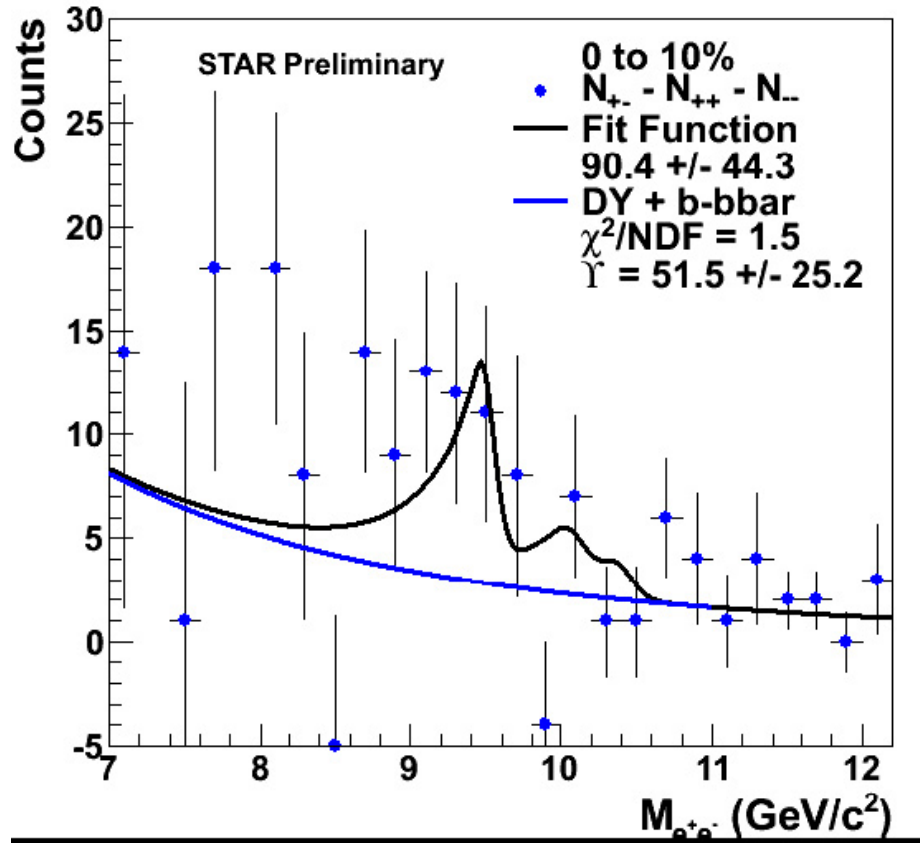 Counts
30
25
20
15
10
5
0
-5
STAR Preliminary
0 to 10%
N+- - N++ - N--
Fit Function
90.4 +/- 44.3
DY + b-bbar
χ²/NDF = 1.5
ϒ = 51.5 +/- 25.2
7 8 9 10 11 12
Me⁺e⁻ (GeV/c²)